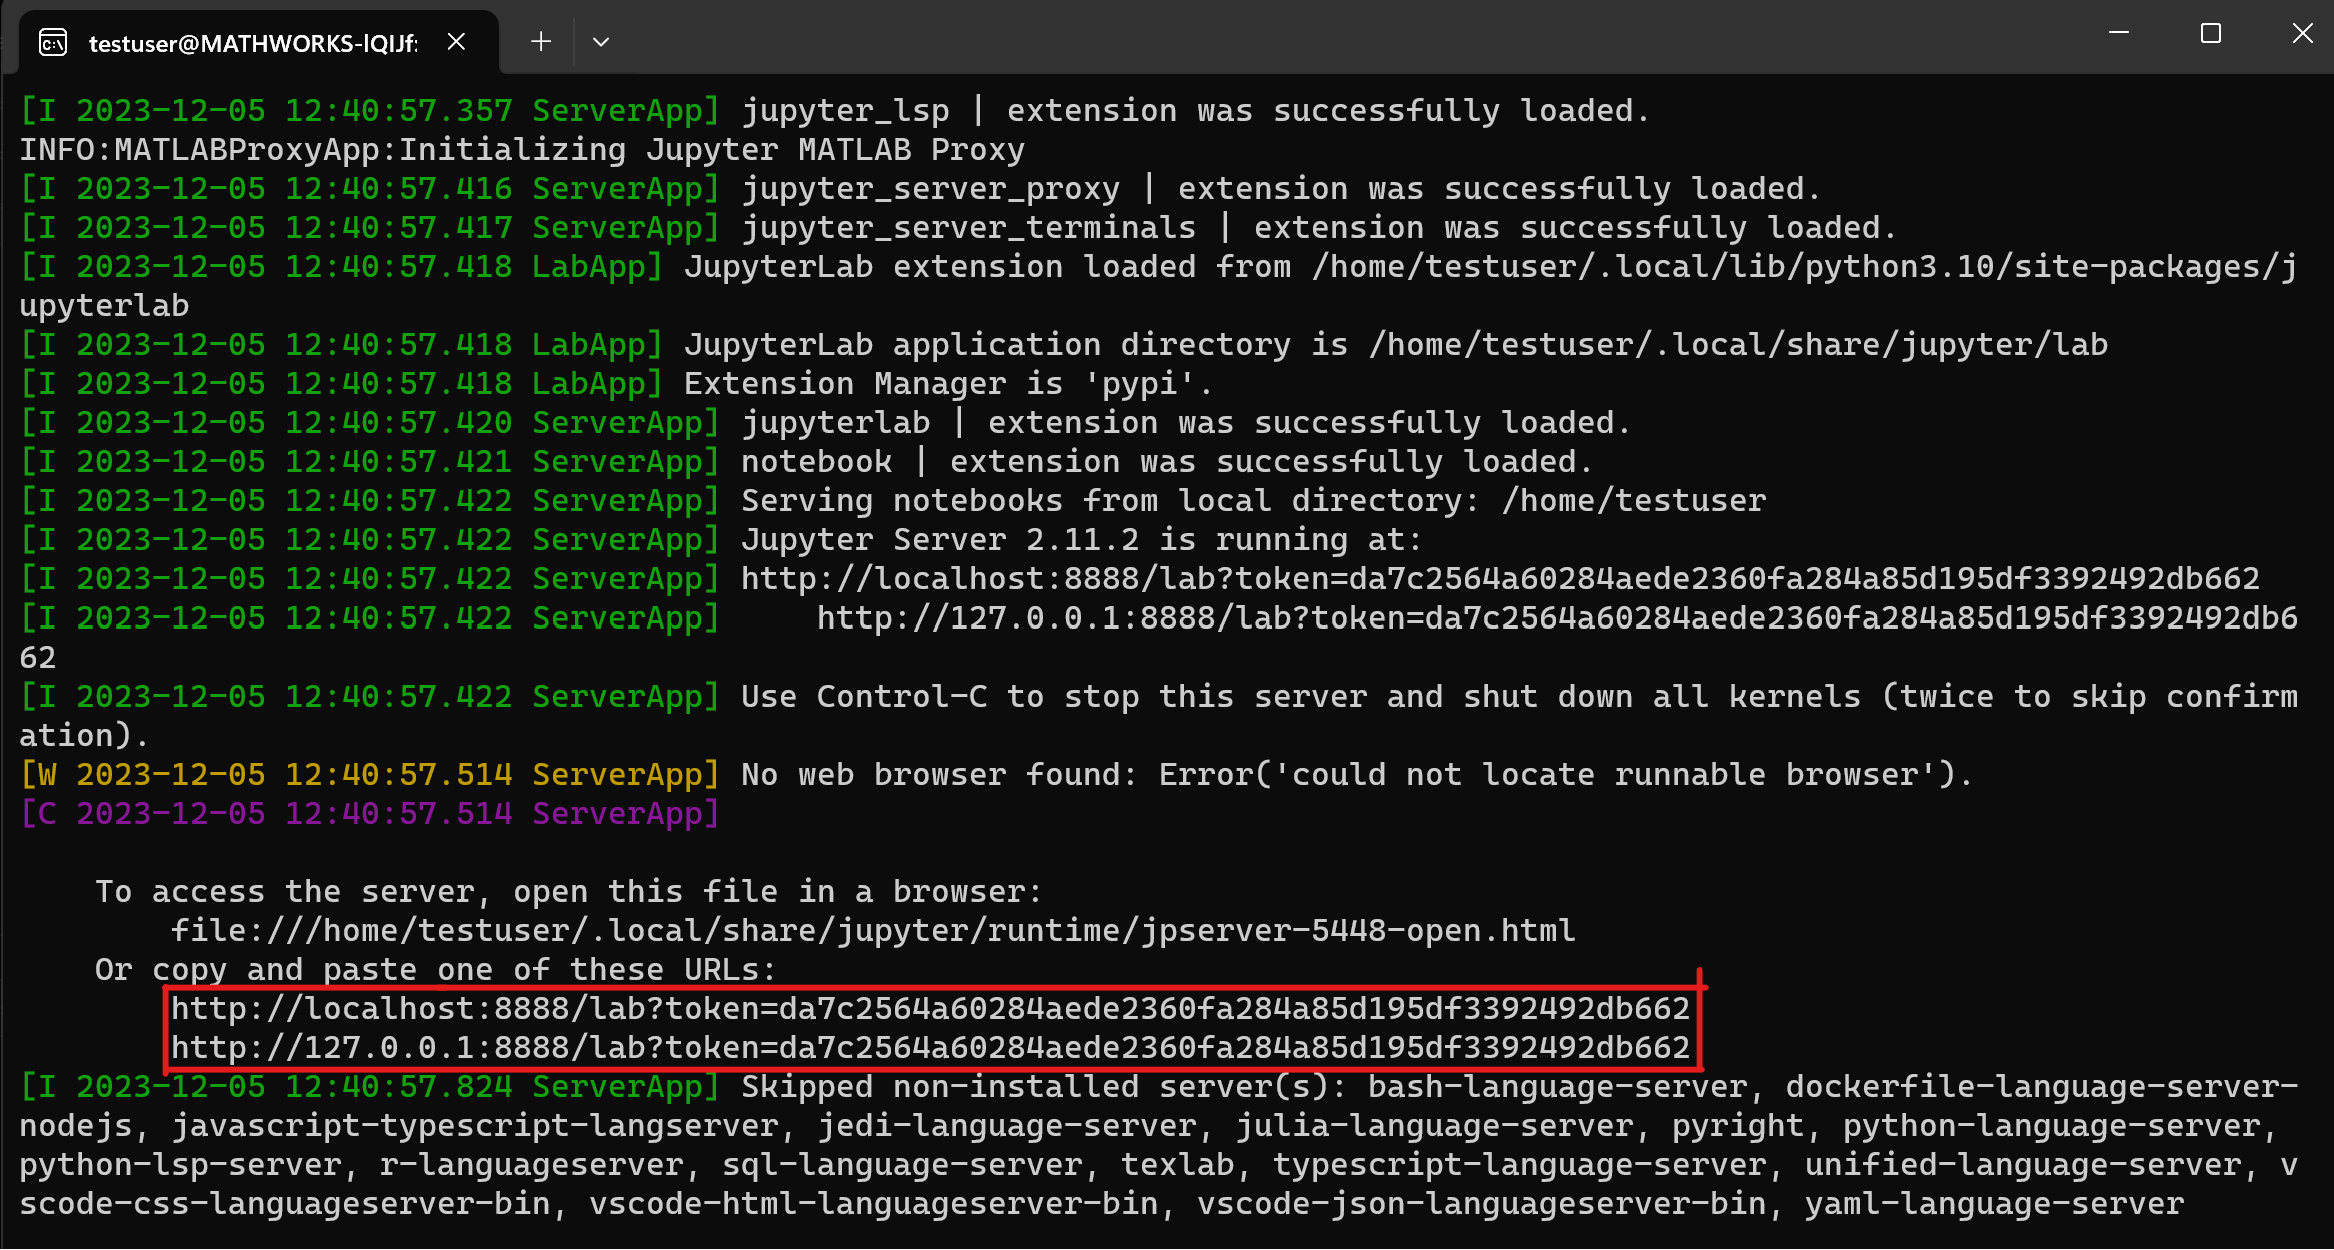 testuser@MATHWORKS-lQIJf:
[I 2023-12-05 12:40:57.357 ServerApp] jupyter_lsp | extension was successfully loaded.
INFO:MATLABProxyApp:Initializing Jupyter MATLAB Proxy
[I 2023-12-05 12:40:57.416 ServerApp] jupyter_server_proxy | extension was successfully loaded.
[I 2023-12-05 12:40:57.417 ServerApp] jupyter_server_terminals | extension was successfully loaded.
[I 2023-12-05 12:40:57.418 LabApp] JupyterLab extension loaded from /home/testuser/.local/lib/python3.10/site-packages/j
upyterlab
[I 2023-12-05 12:40:57.418 LabApp] JupyterLab application directory is /home/testuser/.local/share/jupyter/lab
[I 2023-12-05 12:40:57.418 LabApp] Extension Manager is 'pypi'.
[I 2023-12-05 12:40:57.420 ServerApp] jupyterlab | extension was successfully loaded.
[I 2023-12-05 12:40:57.421 ServerApp] notebook | extension was successfully loaded.
[I 2023-12-05 12:40:57.422 ServerApp] Serving notebooks from local directory: /home/testuser
[I 2023-12-05 12:40:57.422 ServerApp] Jupyter Server 2.11.2 is running at:
[I 2023-12-05 12:40:57.422 ServerApp] http://localhost:8888/lab?token=da7c2564a60284aede2360fa284a85d195df3392492db662
[I 2023-12-05 12:40:57.422 ServerApp]     http://127.0.0.1:8888/lab?token=da7c2564a60284aede2360fa284a85d195df3392492db6
62
[I 2023-12-05 12:40:57.422 ServerApp] Use Control-C to stop this server and shut down all kernels (twice to skip confirm
ation).
[W 2023-12-05 12:40:57.514 ServerApp] No web browser found: Error('could not locate runnable browser').
[C 2023-12-05 12:40:57.514 ServerApp]
    To access the server, open this file in a browser:
        file:///home/testuser/.local/share/jupyter/runtime/jpserver-5448-open.html
    Or copy and paste one of these URLs:
        http://localhost:8888/lab?token=da7c2564a60284aede2360fa284a85d195df3392492db662
        http://127.0.0.1:8888/lab?token=da7c2564a60284aede2360fa284a85d195df3392492db662
[I 2023-12-05 12:40:57.824 ServerApp] Skipped non-installed server(s): bash-language-server, dockerfile-language-server-
nodejs, javascript-typescript-langserver, jedi-language-server, julia-language-server, pyright, python-language-server,
python-lsp-server, r-languageserver, sql-language-server, texlab, typescript-language-server, unified-language-server, v
scode-css-languageserver-bin, vscode-html-languageserver-bin, vscode-json-languageserver-bin, yaml-language-server